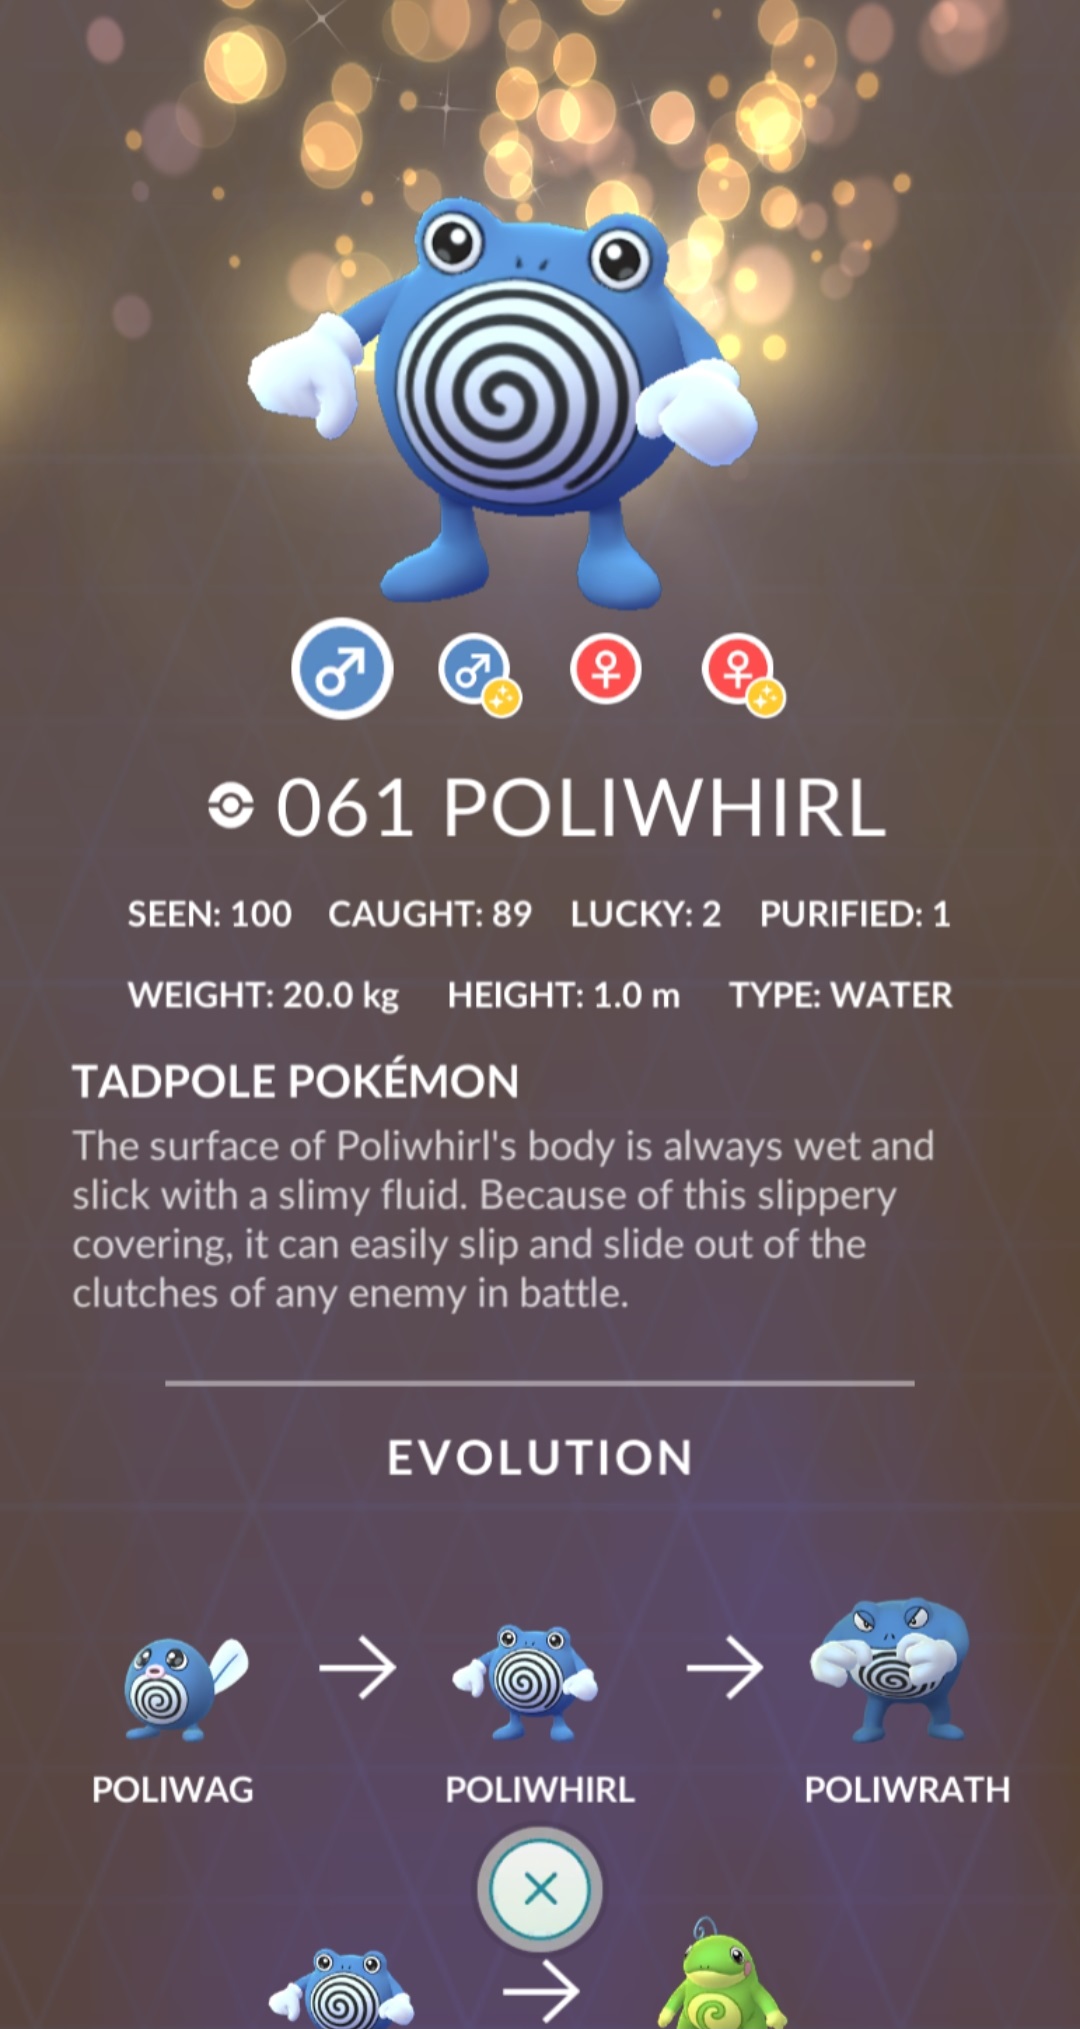 061 POLIWHIRL
SEEN: 100 CAUGHT: 89 LUCKY: 2 PURIFIED: 1
WEIGHT: 20.0 kg HEIGHT: 1.0 m TYPE: WATER
TADPOLE POKÉMON
The surface of Poliwhirl's body is always wet and
slick with a slimy fluid. Because of this slippery
covering, it can easily slip and slide out of the
clutches of any enemy in battle.
EVOLUTION
POLIWAG POLIWHIRL POLIWRATH